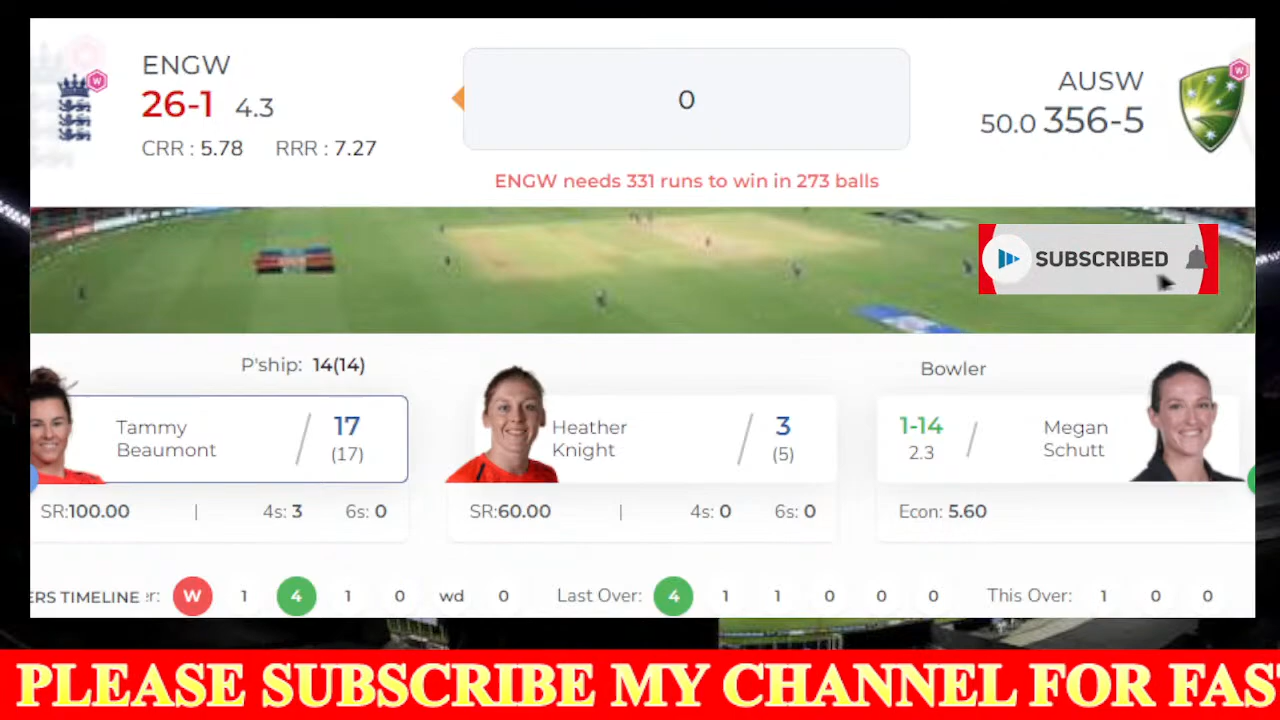 ENGW
26-1 4.3
CRR : 5.78 RRR : 7.27
0
AUSW
50.0 356-5
ENGW needs 331 runs to win in 273 balls
SUBSCRIBED
P'ship: 14(14)
Bowler
Tammy Beaumont
17
(17)
Heather Knight
3
(5)
1-14
2.3
Megan Schutt
SR:100.00 | 4s: 3 6s: 0
SR:60.00 | 4s: 0 6s: 0
Econ: 5.60
ERS TIMELINE er: W 1 4 1 0 wd 0 Last Over: 4 1 1 0 0 0 This Over: 1 0 0
PLEASE SUBSCRIBE MY CHANNEL FOR FAS